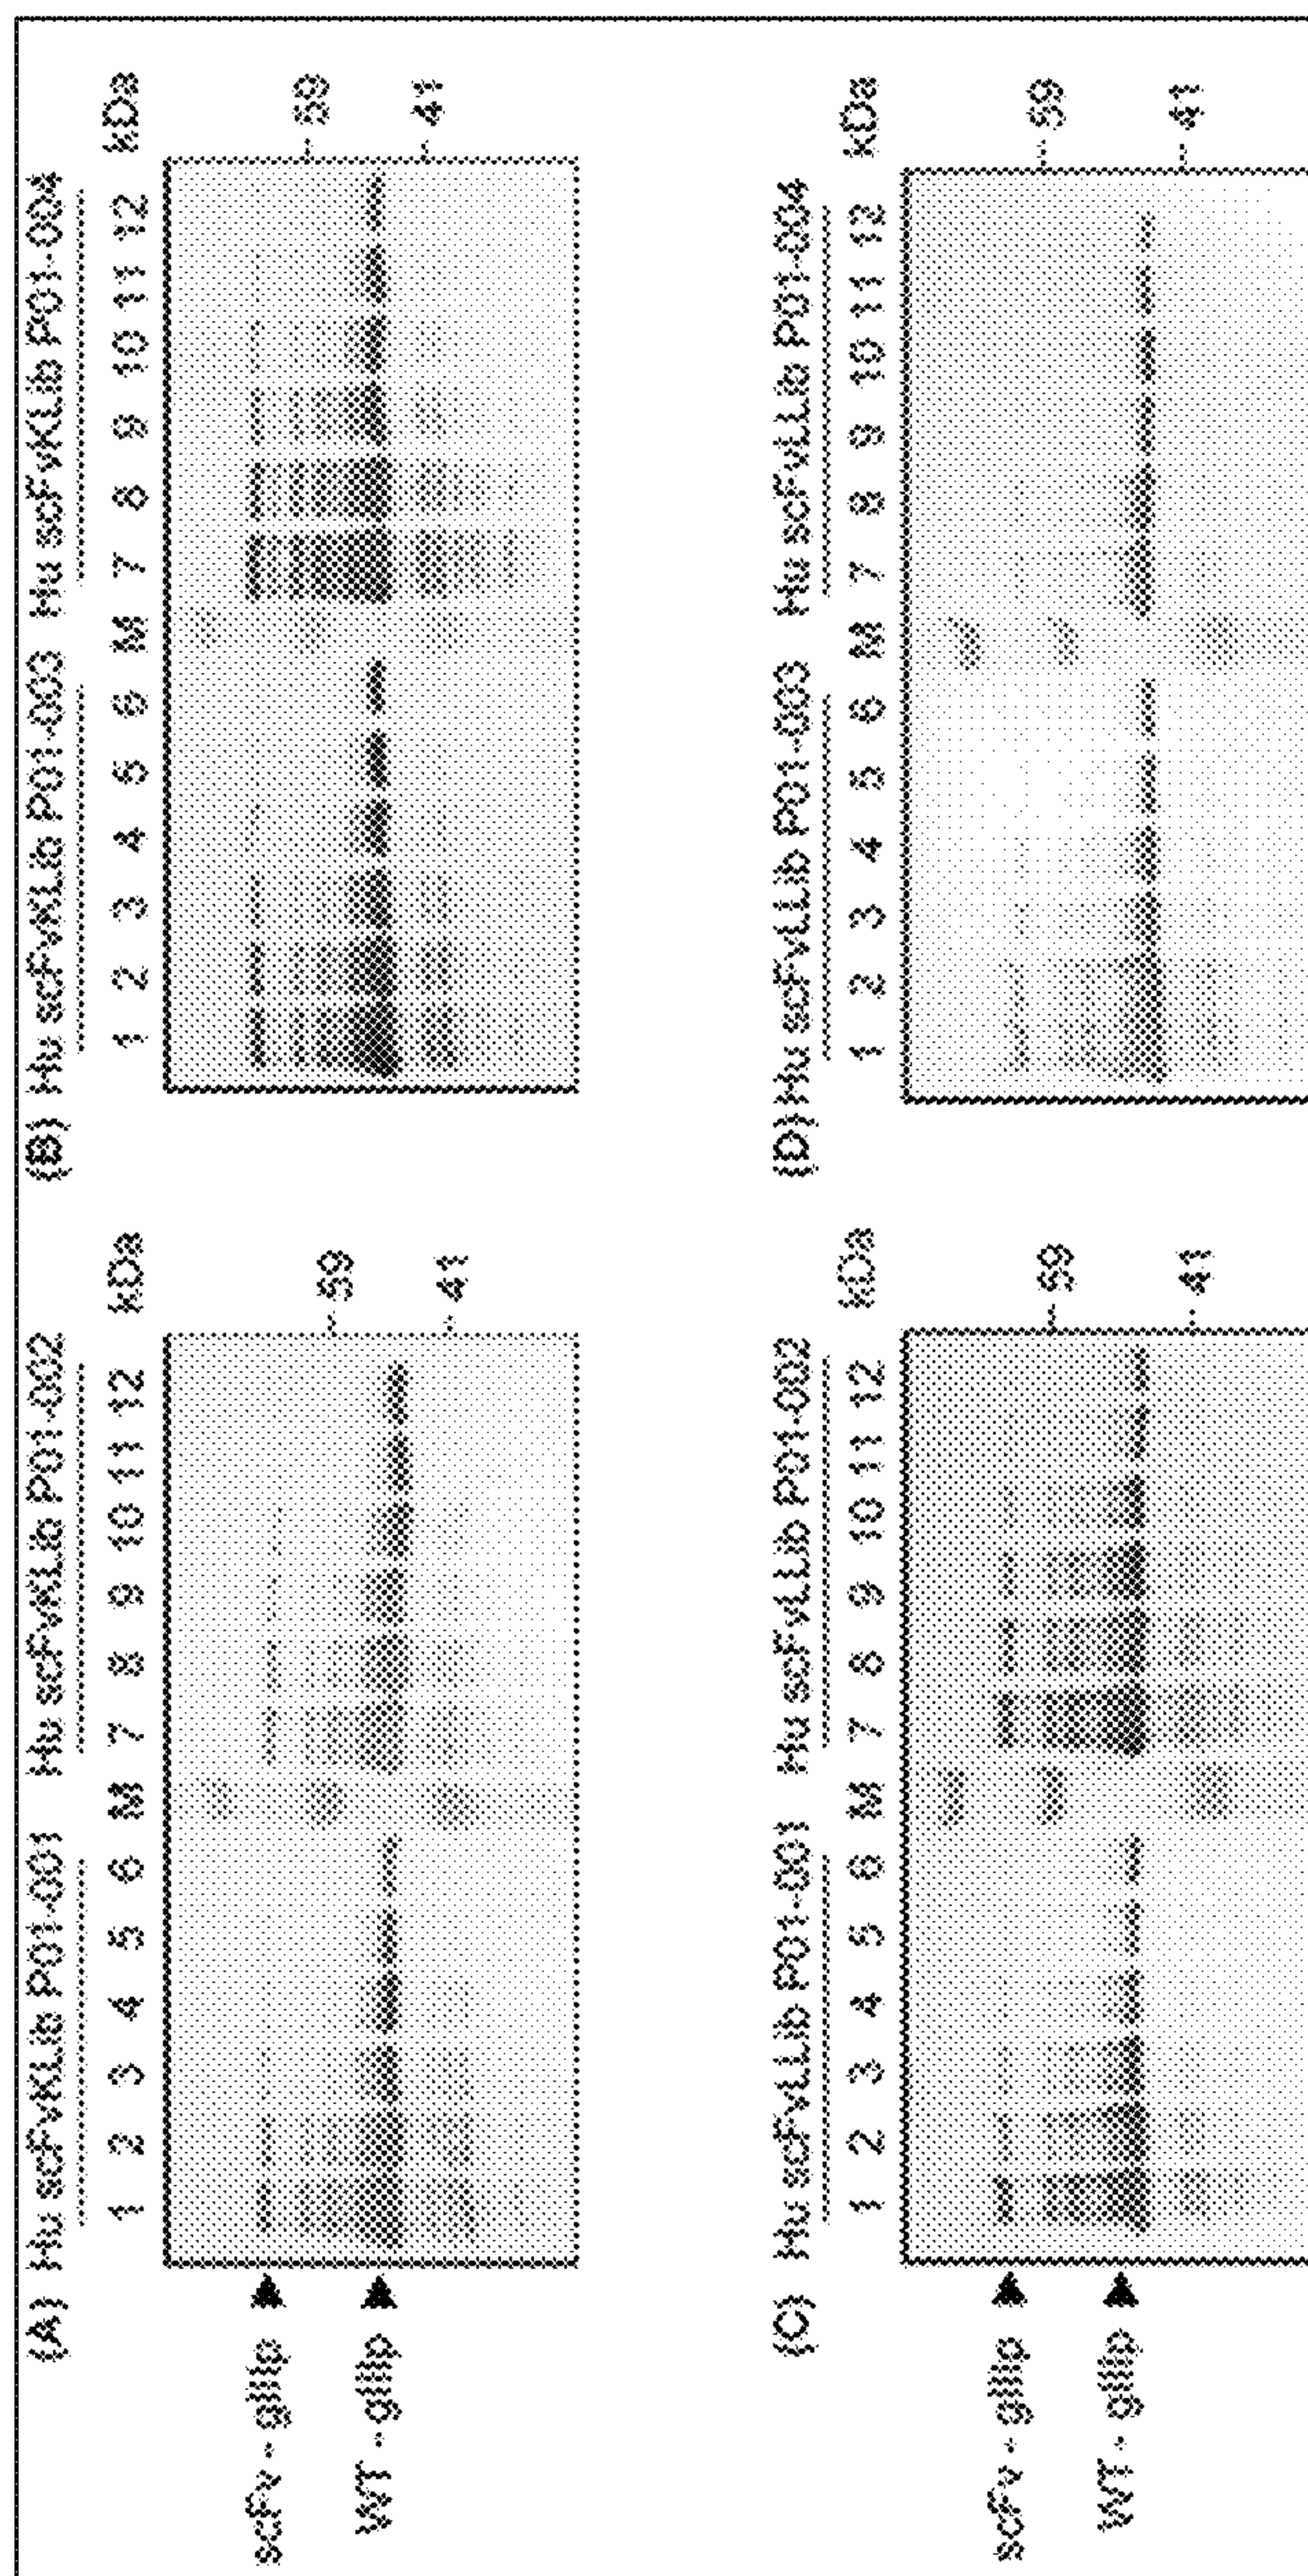 (A) Hu scFvKLib P01-001 Hu scFvKLib P01-002
1 2 3 4 5 6 M 7 8 9 10 11 12 kDa
scFv - gIIIp
WT - gIIIp
- 59
- 41
(B) Hu scFvKLib P01-003 Hu scFvKLib P01-004
1 2 3 4 5 6 M 7 8 9 10 11 12 kDa
- 59
- 41
(C) Hu scFvLLib P01-001 Hu scFvLLib P01-002
1 2 3 4 5 6 M 7 8 9 10 11 12 kDa
scFv - gIIIp
WT - gIIIp
- 59
- 41
(D) Hu scFvLLib P01-003 Hu scFvLLib P01-004
1 2 3 4 5 6 M 7 8 9 10 11 12 kDa
- 59
- 41